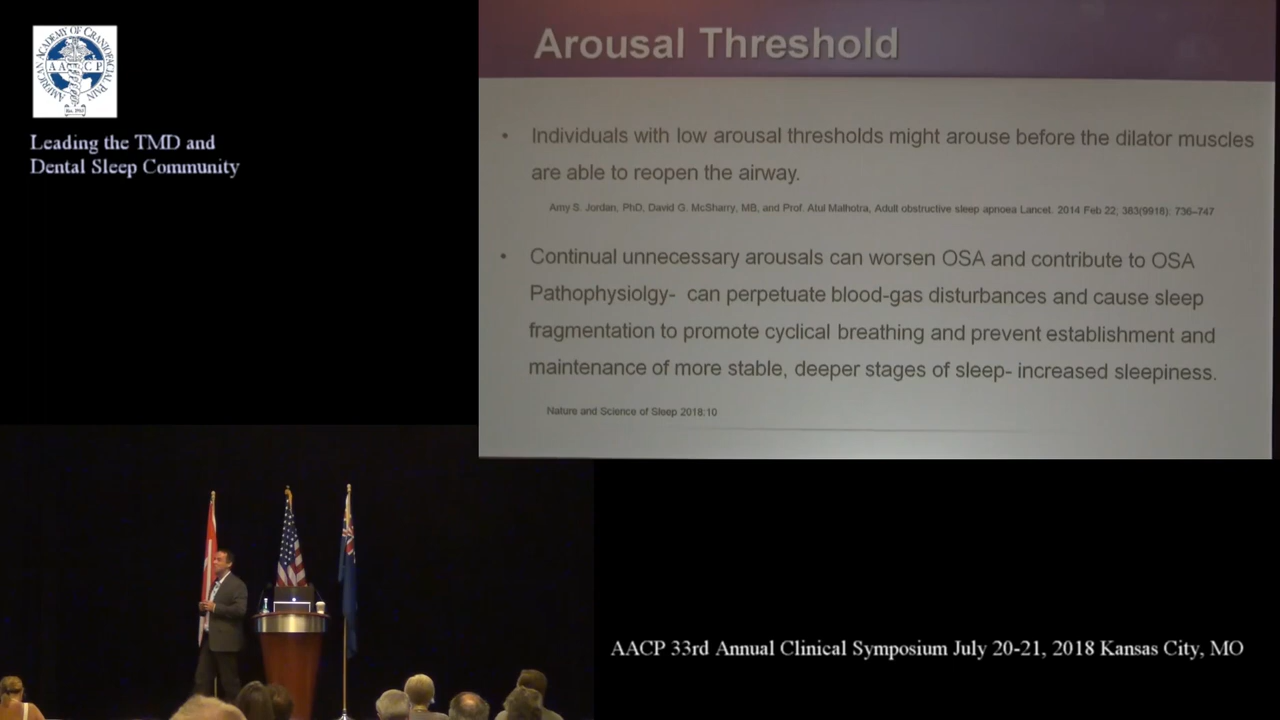 AMERICAN ACADEMY OF CRANIOFACIAL PAIN
A A C P
Leading the TMD and
Dental Sleep Community
Arousal Threshold
• Individuals with low arousal thresholds might arouse before the dilator muscles
are able to reopen the airway.
Amy S. Jordan, PhD, David G. McSharry, MB, and Prof. Atul Malhotra, Adult obstructive sleep apnoea Lancet. 2014 Feb 22; 383(9918): 736–747
• Continual unnecessary arousals can worsen OSA and contribute to OSA
Pathophysiolgy- can perpetuate blood-gas disturbances and cause sleep
fragmentation to promote cyclical breathing and prevent establishment and
maintenance of more stable, deeper stages of sleep- increased sleepiness.
Nature and Science of Sleep 2018:10
AACP 33rd Annual Clinical Symposium July 20-21, 2018 Kansas City, MO